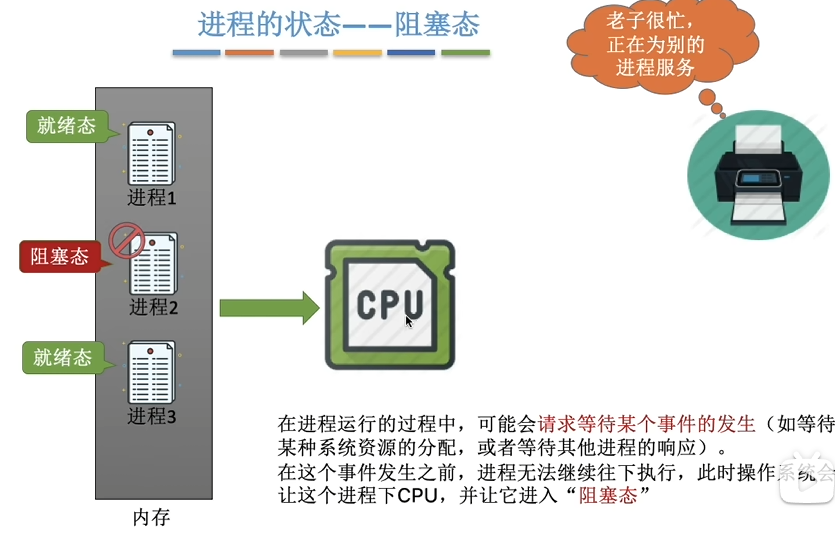 进程的状态——阻塞态
老子很忙，
正在为别的
进程服务
就绪态
进程1
阻塞态
进程2
就绪态
进程3
内存
CPU
在进程运行的过程中，可能会请求等待某个事件的发生（如等待
某种系统资源的分配，或者等待其他进程的响应）。
在这个事件发生之前，进程无法继续往下执行，此时操作系统会
让这个进程下CPU，并让它进入“阻塞态”